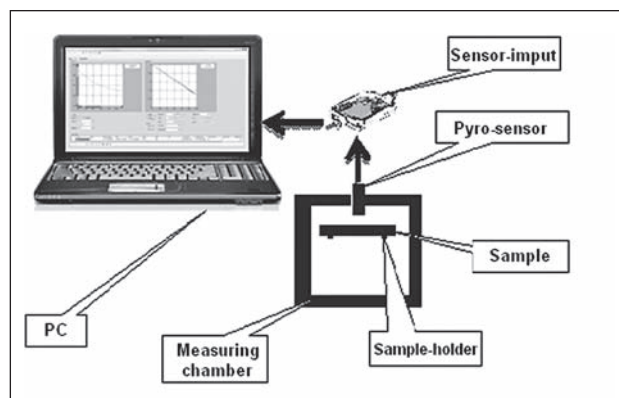 Sensor-imput
Pyro-sensor
Sample
PC
Measuring
chamber
Sample-holder